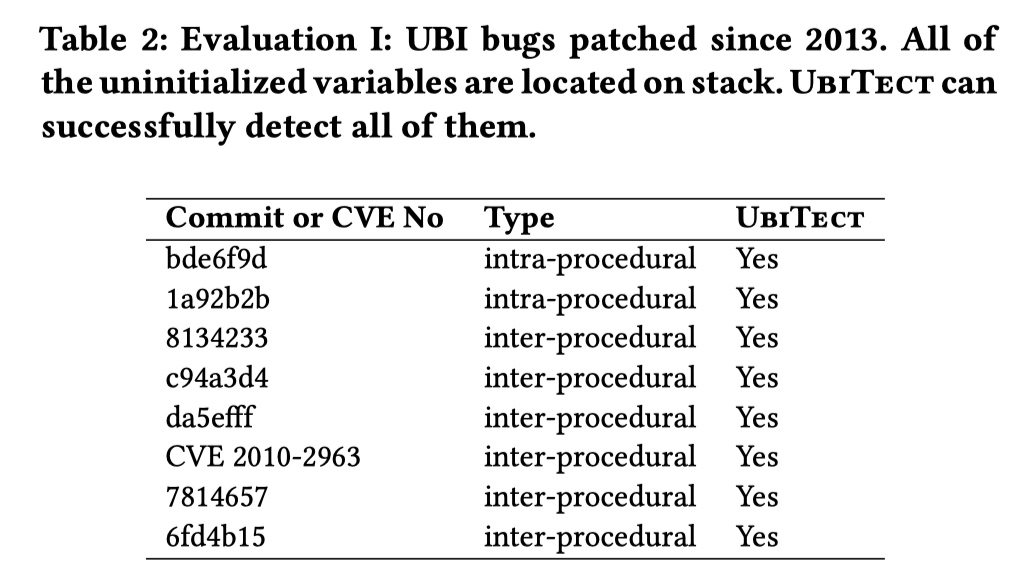 Table 2: Evaluation I: UBI bugs patched since 2013. All of
the uninitialized variables are located on stack. UBITECT can
successfully detect all of them.
Commit or CVE No Type UBITECT
bde6f9d intra-procedural Yes
1a92b2b intra-procedural Yes
8134233 inter-procedural Yes
c94a3d4 inter-procedural Yes
da5efff inter-procedural Yes
CVE 2010-2963 inter-procedural Yes
7814657 inter-procedural Yes
6fd4b15 inter-procedural Yes